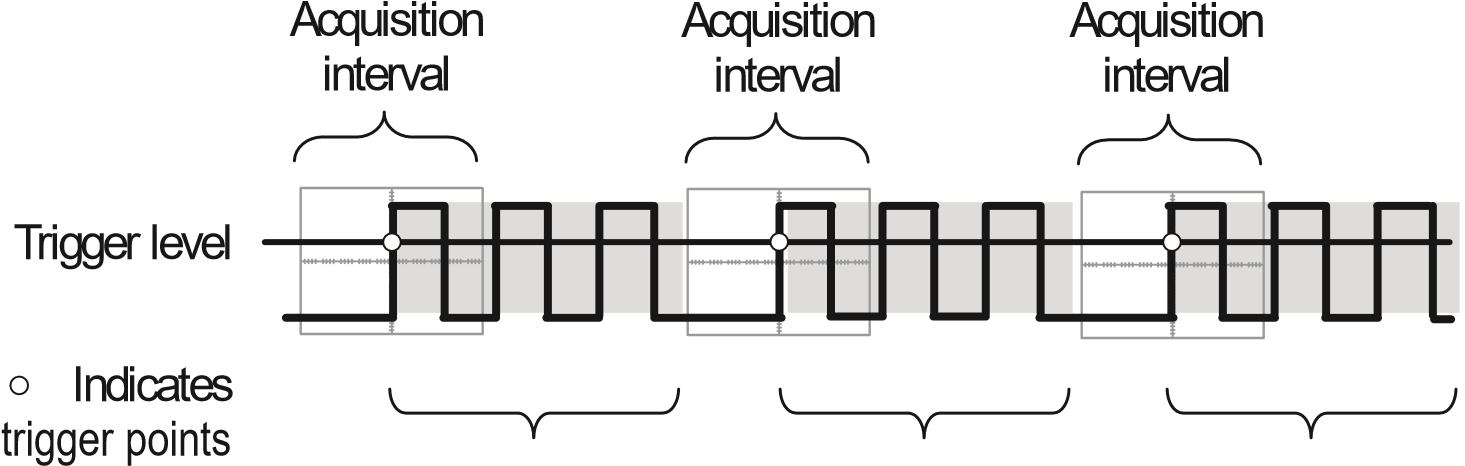 Acquisition
interval
Acquisition
interval
Acquisition
interval
Trigger level
Indicates
trigger points